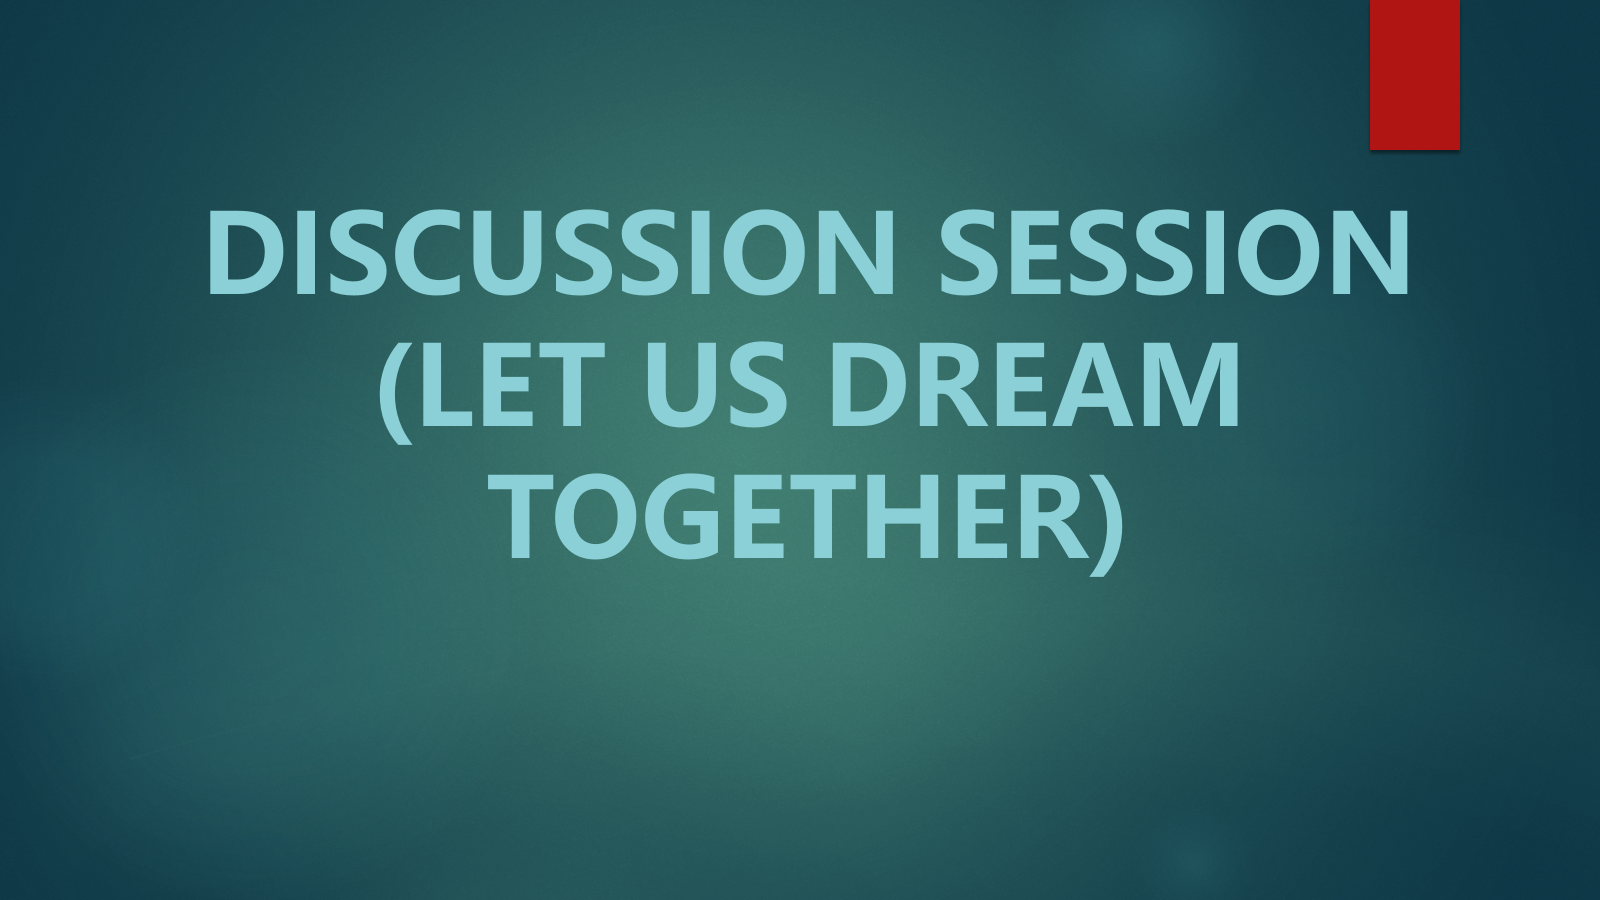 DISCUSSION SESSION
(LET US DREAM
TOGETHER)